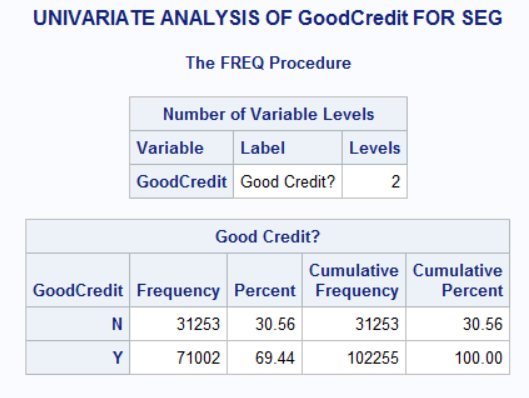 UNIVARIATE ANALYSIS OF GoodCredit FOR SEG
The FREQ Procedure
Number of Variable Levels
Variable Label Levels
GoodCredit Good Credit? 2
Good Credit?
Cumulative Cumulative
GoodCredit Frequency Percent Frequency Percent
N 31253 30.56 31253 30.56
Y 71002 69.44 102255 100.00